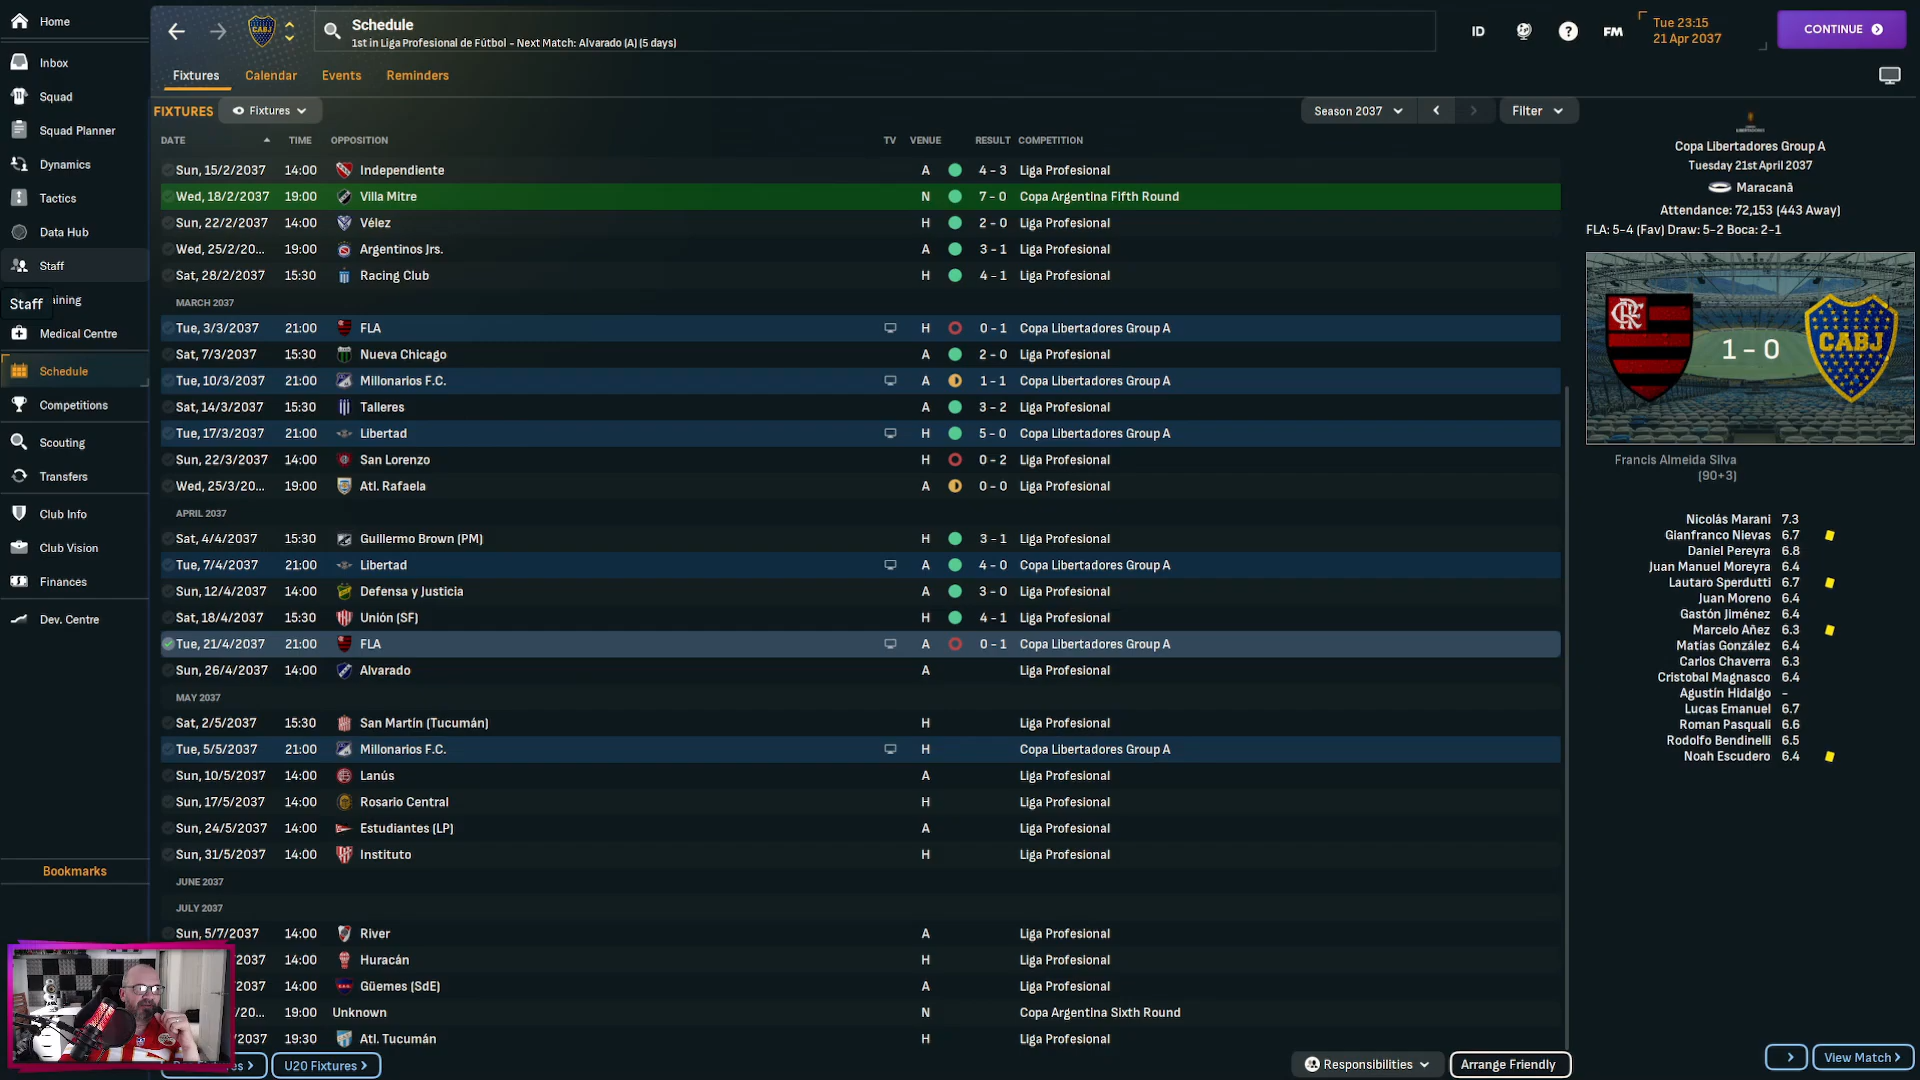 Home
Inbox
Squad
Squad Planner
Dynamics
Tactics
Data Hub
Staff
Staff
aining
Medical Centre
Schedule
Competitions
Scouting
Transfers
Club Info
Club Vision
Finances
Dev. Centre
Bookmarks
Schedule
1st in Liga Profesional de Fútbol - Next Match: Alvarado (A) (5 days)
ID
FM
Tue 23:15
21 Apr 2037
CONTINUE
Fixtures Calendar Events Reminders
FIXTURES Fixtures Season 2037 Filter
DATE TIME OPPOSITION TV VENUE RESULT COMPETITION
Sun, 15/2/2037 14:00 Independiente A 4 - 3 Liga Profesional
Wed, 18/2/2037 19:00 Villa Mitre N 7 - 0 Copa Argentina Fifth Round
Sun, 22/2/2037 14:00 Vélez H 2 - 0 Liga Profesional
Wed, 25/2/20... 19:00 Argentinos Jrs. A 3 - 1 Liga Profesional
Sat, 28/2/2037 15:30 Racing Club H 4 - 1 Liga Profesional
MARCH 2037
Tue, 3/3/2037 21:00 FLA H 0 - 1 Copa Libertadores Group A
Sat, 7/3/2037 15:30 Nueva Chicago A 2 - 0 Liga Profesional
Tue, 10/3/2037 21:00 Millonarios F.C. A 1 - 1 Copa Libertadores Group A
Sat, 14/3/2037 15:30 Talleres A 3 - 2 Liga Profesional
Tue, 17/3/2037 21:00 Libertad H 5 - 0 Copa Libertadores Group A
Sun, 22/3/2037 14:00 San Lorenzo H 0 - 2 Liga Profesional
Wed, 25/3/20... 19:00 Atl. Rafaela A 0 - 0 Liga Profesional
APRIL 2037
Sat, 4/4/2037 15:30 Guillermo Brown (PM) H 3 - 1 Liga Profesional
Tue, 7/4/2037 21:00 Libertad A 4 - 0 Copa Libertadores Group A
Sun, 12/4/2037 14:00 Defensa y Justicia A 3 - 0 Liga Profesional
Sat, 18/4/2037 15:30 Unión (SF) H 4 - 1 Liga Profesional
Tue, 21/4/2037 21:00 FLA A 0 - 1 Copa Libertadores Group A
Sun, 26/4/2037 14:00 Alvarado A Liga Profesional
MAY 2037
Sat, 2/5/2037 15:30 San Martín (Tucumán) H Liga Profesional
Tue, 5/5/2037 21:00 Millonarios F.C. H Copa Libertadores Group A
Sun, 10/5/2037 14:00 Lanús A Liga Profesional
Sun, 17/5/2037 14:00 Rosario Central H Liga Profesional
Sun, 24/5/2037 14:00 Estudiantes (LP) A Liga Profesional
Sun, 31/5/2037 14:00 Instituto H Liga Profesional
JUNE 2037
JULY 2037
Sun, 5/7/2037 14:00 River A Liga Profesional
14:00 Huracán H Liga Profesional
14:00 Güemes (SdE) A Liga Profesional
/20... 19:00 Unknown N Copa Argentina Sixth Round
/2037 19:30 Atl. Tucumán H Liga Profesional
U20 Fixtures
Responsibilities
Arrange Friendly
Copa Libertadores Group A
Tuesday 21st April 2037
Maracanã
Attendance: 72,153 (443 Away)
FLA: 5-4 (Fav) Draw: 5-2 Boca: 2-1
1 - 0
CABJ
Francis Almeida Silva
(90+3)
Nicolás Marani 7.3
Gianfranco Nievas 6.7
Daniel Pereyra 6.8
Juan Manuel Moreyra 6.4
Lautaro Sperdutti 6.7
Juan Moreno 6.4
Gastón Jiménez 6.4
Marcelo Añez 6.3
Matías González 6.4
Carlos Chaverra 6.3
Cristobal Magnasco 6.4
Agustín Hidalgo -
Lucas Emanuel 6.7
Roman Pasquali 6.6
Rodolfo Bendinelli 6.5
Noah Escudero 6.4
View Match